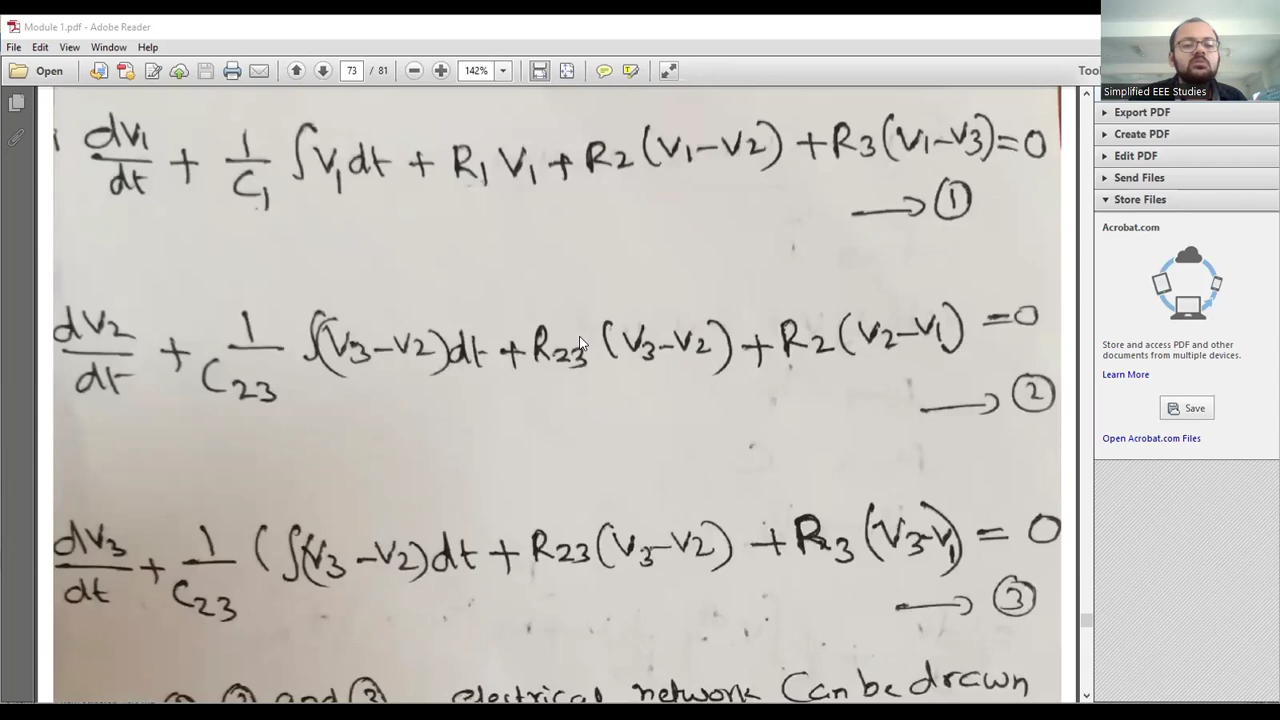 Module 1.pdf - Adobe Reader
File Edit View Window Help
Open 73 / 81 142% Tool
Simplified EEE Studies
Export PDF
Create PDF
Edit PDF
Send Files
Store Files
Acrobat.com
Store and access PDF and other documents from multiple devices.
Learn More
Save
Open Acrobat.com Files
dV1/dt + 1/C1 ∫V1dt + R1 V1 + R2 (V1-V2) + R3 (V1-V3) = 0
→ ①
dV2/dt + 1/C23 ∫(V3-V2)dt + R23 (V3-V2) + R2 (V2-V1) = 0
→ ②
dV3/dt + 1/C23 (∫(V3-V2)dt + R23 (V3-V2) + R3 (V3-V1) = 0
→ ③
② and ③ electrical network Can be drawn